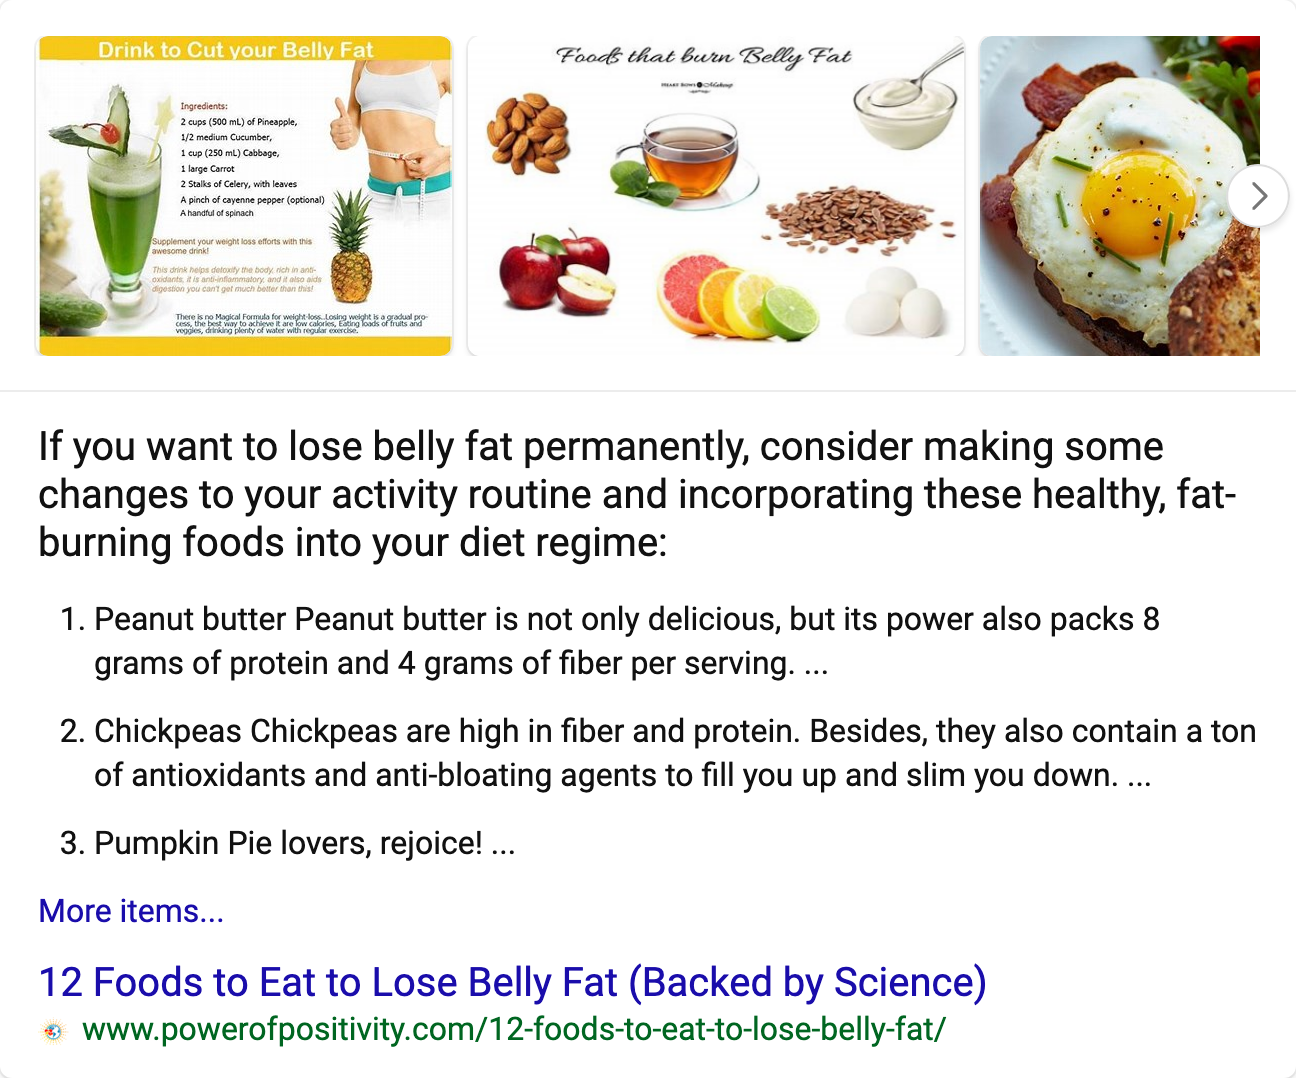 Drink to Cut your Belly Fat
Ingredients:
2 cups (500 mL) of Pineapple,
1/2 medium Cucumber,
1 cup (250 mL) Cabbage,
1 large Carrot
2 Stalks of Celery, with leaves
A pinch of cayenne pepper (optional)
A handful of spinach
Supplement your weight loss efforts with this
awesome drink!
This drink helps detoxify the body, rich in anti-
oxidants, it is anti-inflammatory, and it also aids
digestion you can't get much better than this!
There is no Magical Formula for weight-loss..Losing weight is a gradual pro-
cess, the best way to achieve it are low calories, Eating loads of fruits and
veggies, drinking plenty of water with regular exercise.
Foods that burn Belly Fat
If you want to lose belly fat permanently, consider making some
changes to your activity routine and incorporating these healthy, fat-
burning foods into your diet regime:
1. Peanut butter Peanut butter is not only delicious, but its power also packs 8
grams of protein and 4 grams of fiber per serving. ...
2. Chickpeas Chickpeas are high in fiber and protein. Besides, they also contain a ton
of antioxidants and anti-bloating agents to fill you up and slim you down. ...
3. Pumpkin Pie lovers, rejoice! ...
More items...
12 Foods to Eat to Lose Belly Fat (Backed by Science)
www.powerofpositivity.com/12-foods-to-eat-to-lose-belly-fat/